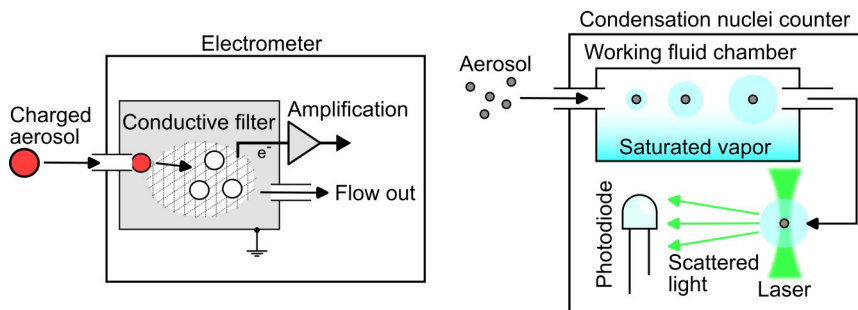 Electrometer
Charged
aerosol
Conductive filter
Amplification
e-
Flow out
Condensation nuclei counter
Working fluid chamber
Aerosol
Saturated vapor
Photodiode
Scattered
light
Laser